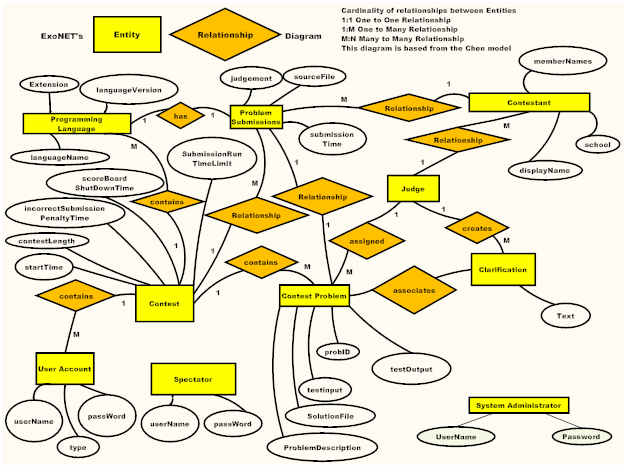 Cardinality of relationships between Entities
1:1 One to One Relationship
1:M One to Many Relationship
M:N Many to Many Relationship
This diagram is based from the Chen model
ExoNET's
Entity
Relationship
Diagram
Extension
languageVersion
Programming
Language
languageName
1
has
1
M
judgement
sourceFile
Problem
Submissions
submission
Time
M
Relationship
1
Contestant
memberNames
school
displayName
Relationship
M
1
SubmissionRun
TimeLimit
scoreBoard
ShutDownTime
incorrectSubmission
PenaltyTime
contestLength
startTime
contains
1
M
Relationship
1
1
Relationship
1
Judge
1
assigned
M
1
creates
M
Clarification
Text
associates
contains
1
M
Contest
1
contains
M
Contest Problem
probID
testOutput
testinput
SolutionFile
ProblemDescription
User Account
userName
type
passWord
Spectator
userName
passWord
System Administrator
UserName
Password